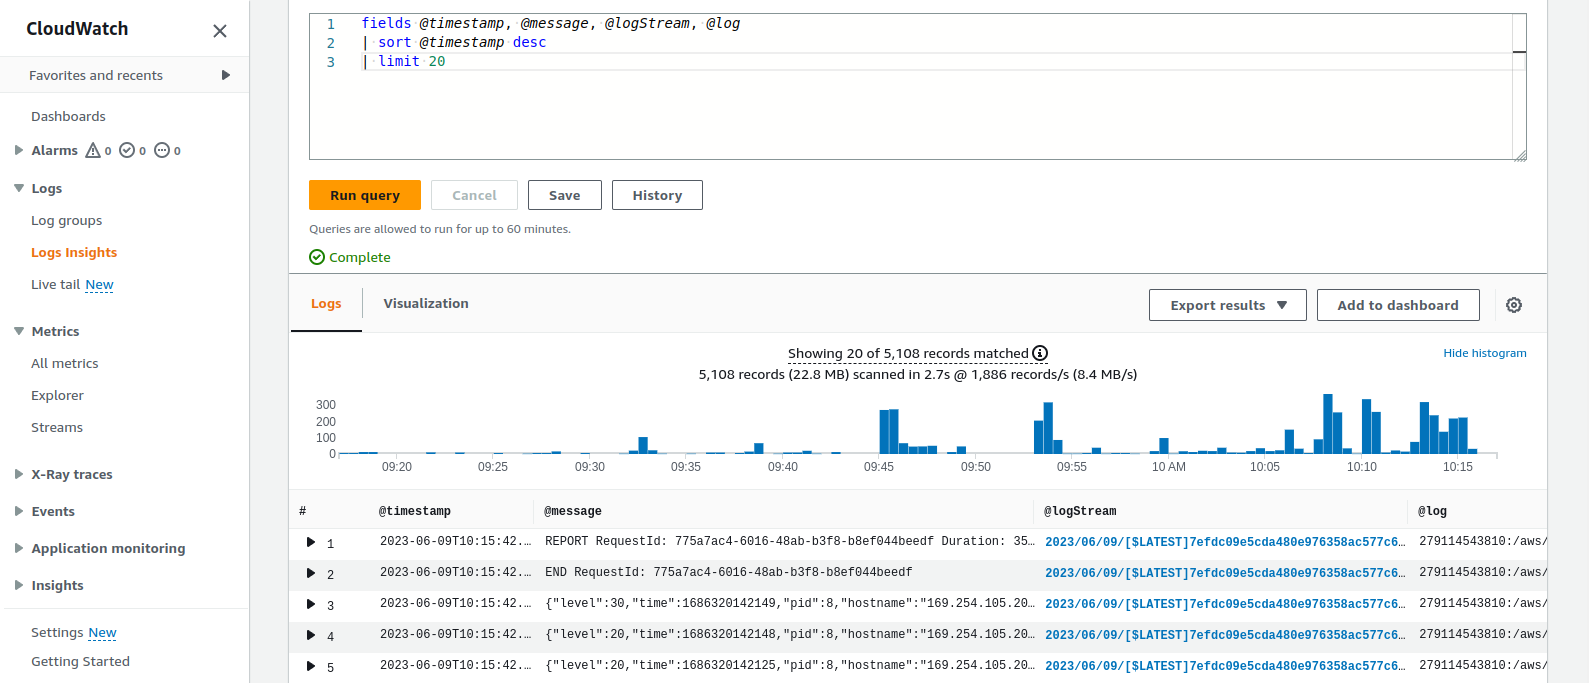 CloudWatch
Favorites and recents
Dashboards
Alarms 0 0 0
Logs
Log groups
Logs Insights
Live tail New
Metrics
All metrics
Explorer
Streams
X-Ray traces
Events
Application monitoring
Insights
Settings New
Getting Started
1 fields @timestamp, @message, @logStream, @log
2 | sort @timestamp desc
3 | limit 20
Run query Cancel Save History
Queries are allowed to run for up to 60 minutes.
Complete
Logs Visualization Export results Add to dashboard
Showing 20 of 5,108 records matched Hide histogram
5,108 records (22.8 MB) scanned in 2.7s @ 1,886 records/s (8.4 MB/s)
300
200
100
0
09:20 09:25 09:30 09:35 09:40 09:45 09:50 09:55 10 AM 10:05 10:10 10:15
# @timestamp @message @logStream @log
1 2023-06-09T10:15:42... REPORT RequestId: 775a7ac4-6016-48ab-b3f8-b8ef044beedf Duration: 35... 2023/06/09/[$LATEST]7efdc09e5cda480e976358ac577c6... 279114543810:/aws/
2 2023-06-09T10:15:42... END RequestId: 775a7ac4-6016-48ab-b3f8-b8ef044beedf 2023/06/09/[$LATEST]7efdc09e5cda480e976358ac577c6... 279114543810:/aws/
3 2023-06-09T10:15:42... {"level":30,"time":1686320142149,"pid":8,"hostname":"169.254.105.20... 2023/06/09/[$LATEST]7efdc09e5cda480e976358ac577c6... 279114543810:/aws/
4 2023-06-09T10:15:42... {"level":20,"time":1686320142148,"pid":8,"hostname":"169.254.105.20... 2023/06/09/[$LATEST]7efdc09e5cda480e976358ac577c6... 279114543810:/aws/
5 2023-06-09T10:15:42... {"level":20,"time":1686320142125,"pid":8,"hostname":"169.254.105.20... 2023/06/09/[$LATEST]7efdc09e5cda480e976358ac577c6... 279114543810:/aws/